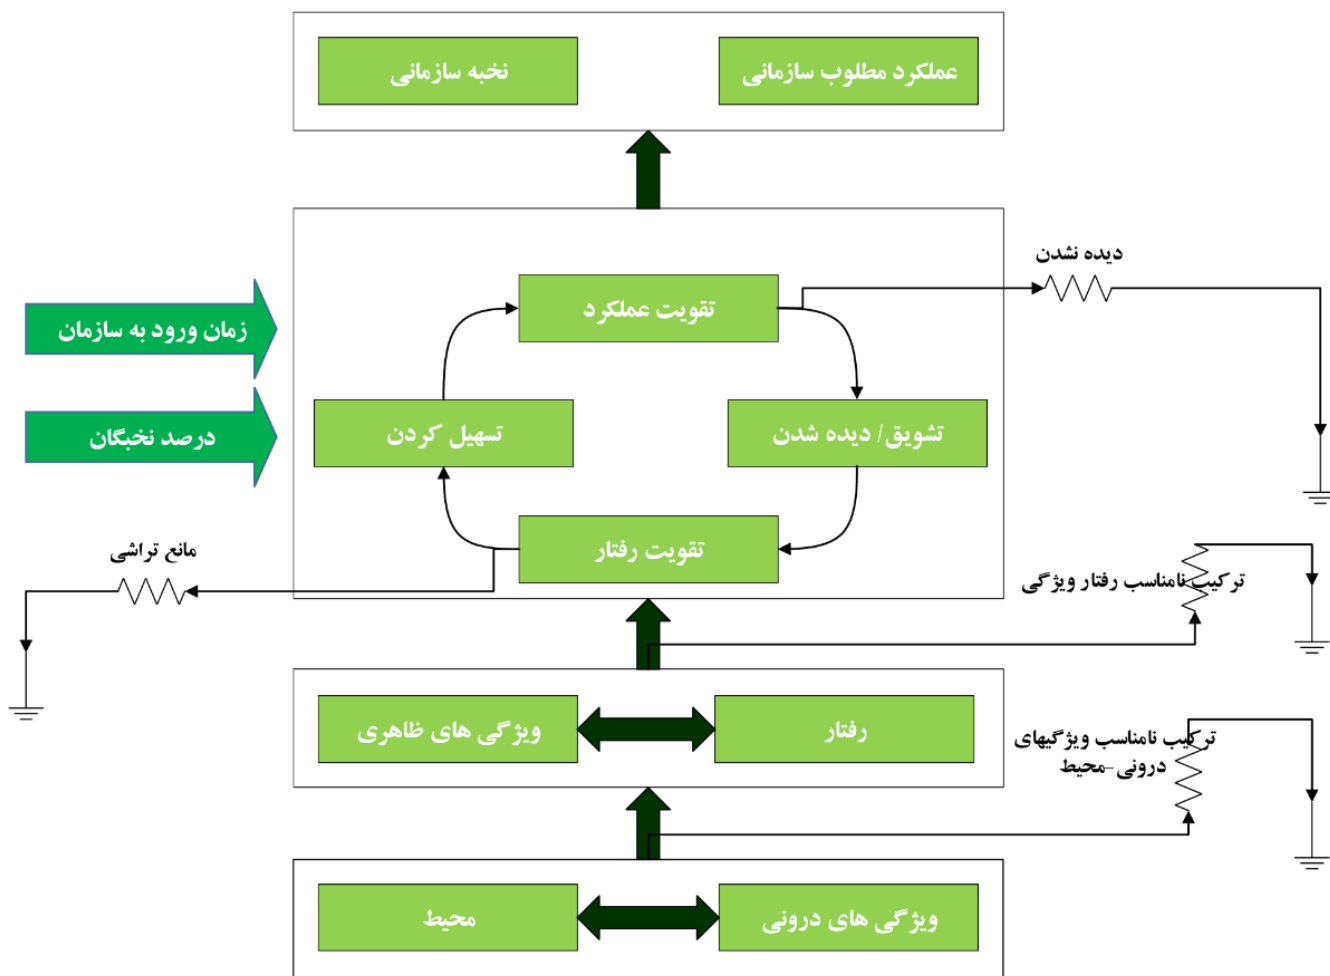 عملکرد مطلوب سازمانی
نخبه سازمانی
دیده نشدن
تقویت عملکرد
زمان ورود به سازمان
تشویق/ دیده شدن
تسهیل کردن
درصد نخبگان
تقویت رفتار
مانع تراشی
ترکیب نامناسب رفتار ویژگی
رفتار
ویژگی های ظاهری
ترکیب نامناسب ویژگیهای
درونی–محیط
ویژگی های درونی
محیط